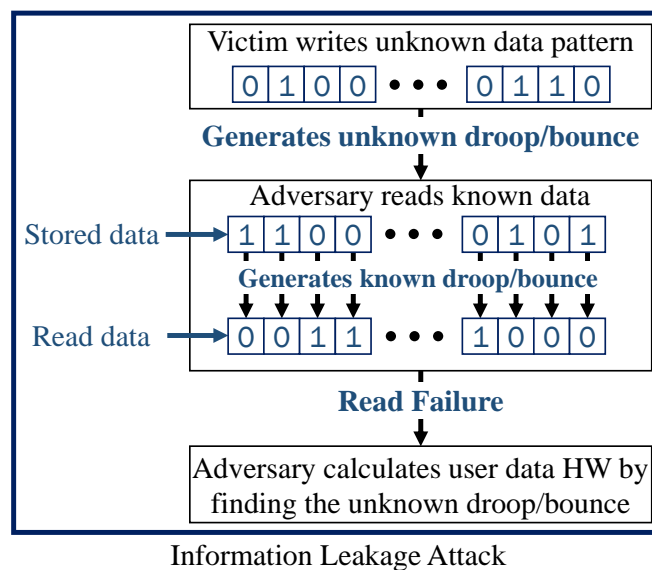 Victim writes unknown data pattern
0 1 0 0 • • • 0 1 1 0
Generates unknown droop/bounce
Adversary reads known data
Stored data 1 1 0 0 • • • 0 1 0 1
Generates known droop/bounce
Read data 0 0 1 1 • • • 1 0 0 0
Read Failure
Adversary calculates user data HW by
finding the unknown droop/bounce
Information Leakage Attack